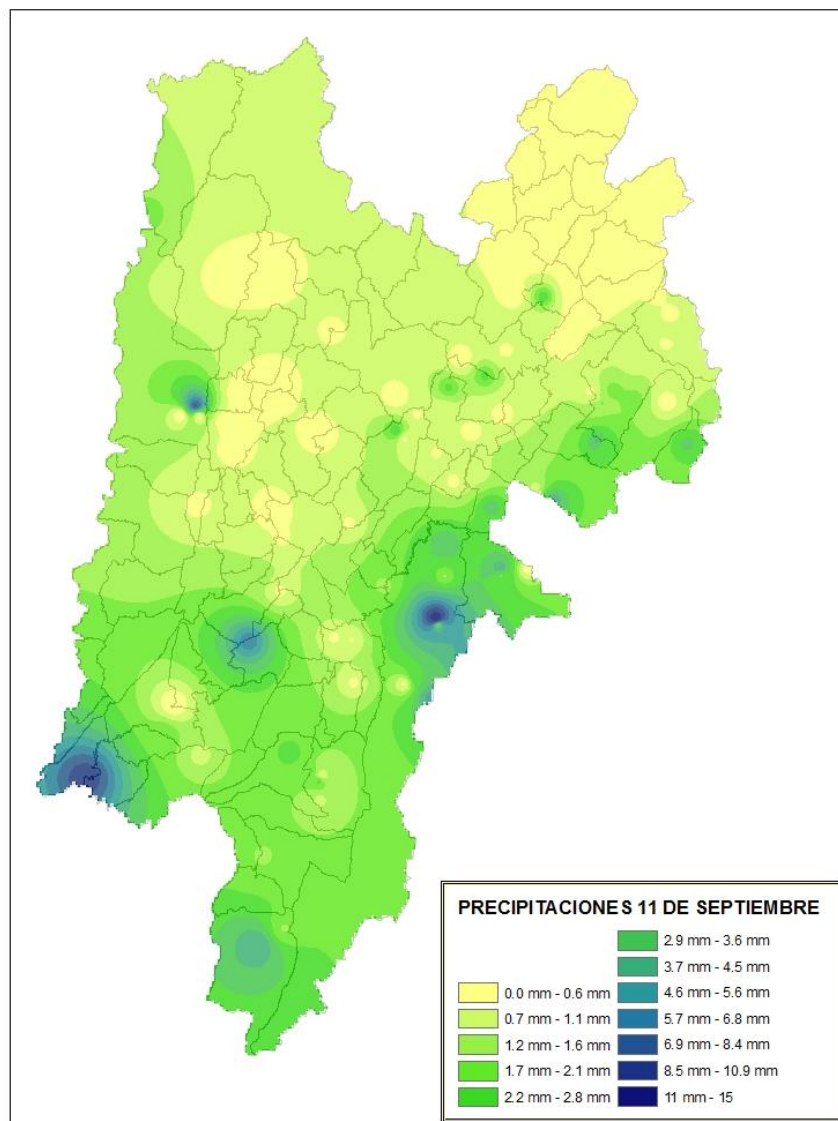 PRECIPITACIONES 11 DE SEPTIEMBRE
0.0 mm - 0.6 mm
0.7 mm - 1.1 mm
1.2 mm - 1.6 mm
1.7 mm - 2.1 mm
2.2 mm - 2.8 mm
2.9 mm - 3.6 mm
3.7 mm - 4.5 mm
4.6 mm - 5.6 mm
5.7 mm - 6.8 mm
6.9 mm - 8.4 mm
8.5 mm - 10.9 mm
11 mm - 15